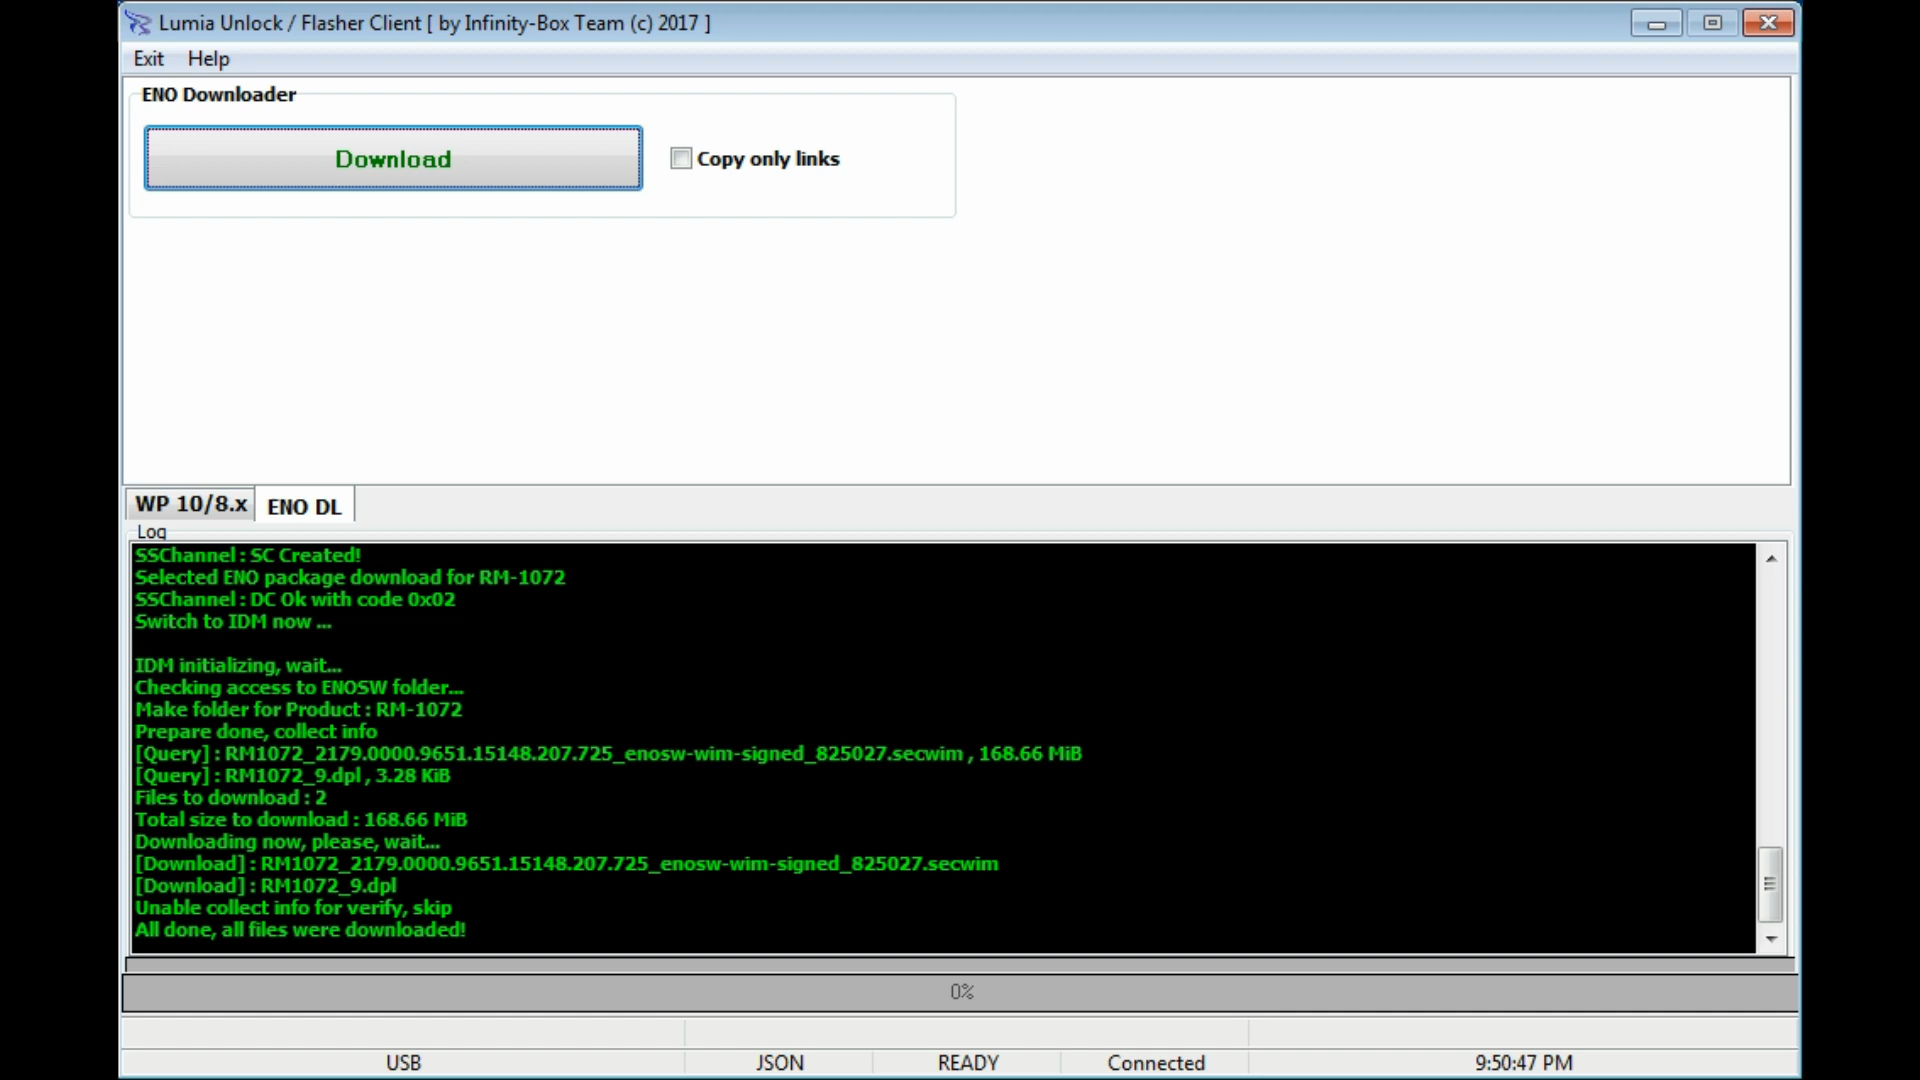 Lumia Unlock / Flasher Client [ by Infinity-Box Team (c) 2017 ]
Exit Help
ENO Downloader
Download Copy only links
WP 10/8.x ENO DL
Log
SSChannel : SC Created!
Selected ENO package download for RM-1072
SSChannel : DC Ok with code 0x02
Switch to IDM now ...
IDM initializing, wait...
Checking access to ENOSW folder...
Make folder for Product : RM-1072
Prepare done, collect info
[Query] : RM1072_2179.0000.9651.15148.207.725_enosw-wim-signed_825027.secwim , 168.66 MiB
[Query] : RM1072_9.dpl , 3.28 KiB
Files to download : 2
Total size to download : 168.66 MiB
Downloading now, please, wait...
[Download] : RM1072_2179.0000.9651.15148.207.725_enosw-wim-signed_825027.secwim
[Download] : RM1072_9.dpl
Unable collect info for verify, skip
All done, all files were downloaded!
0%
USB JSON READY Connected 9:50:47 PM